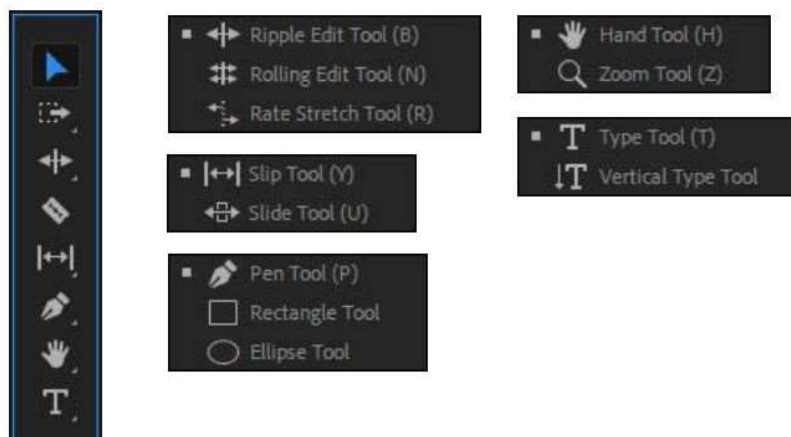 Ripple Edit Tool (B)
Rolling Edit Tool (N)
Rate Stretch Tool (R)
Slip Tool (Y)
Slide Tool (U)
Pen Tool (P)
Rectangle Tool
Ellipse Tool
Hand Tool (H)
Zoom Tool (Z)
Type Tool (T)
Vertical Type Tool